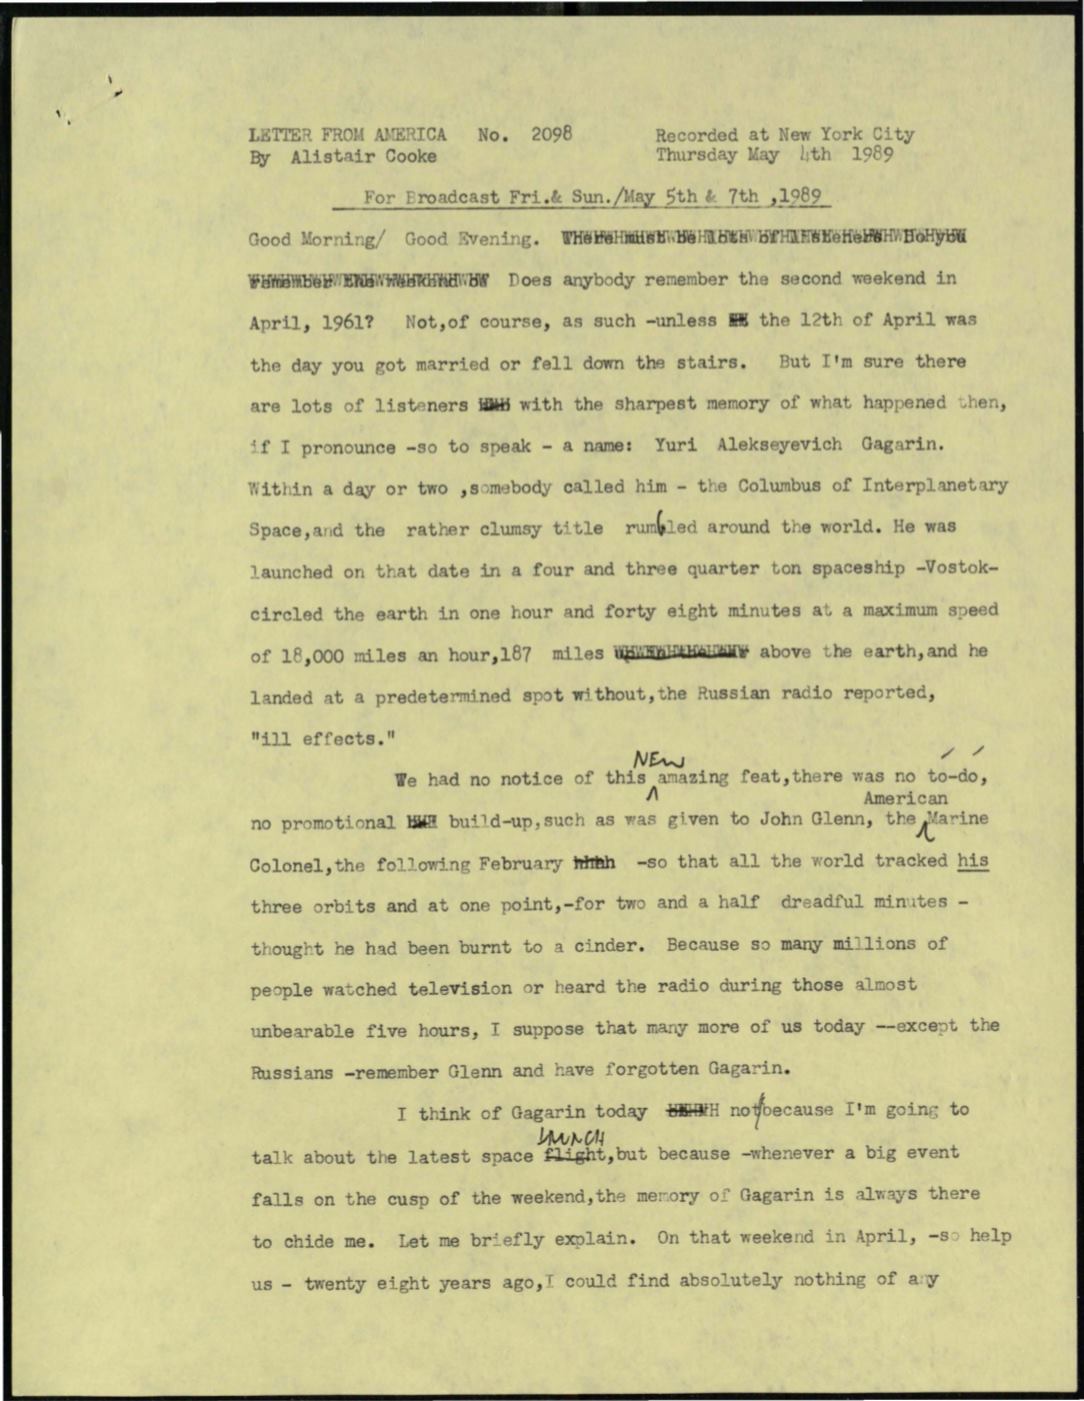 LETTER FROM AMERICA No. 2098 Recorded at New York City
By Alistair Cooke Thursday May 4th 1989
For Broadcast Fri.& Sun./May 5th & 7th ,1989
Good Morning/ Good Evening. There must be lots of listeners Do you
remember the weekend of Does anybody remember the second weekend in
April, 1961? Not,of course, as such -unless the 12th of April was
the day you got married or fell down the stairs. But I'm sure there
are lots of listeners with the sharpest memory of what happened then,
if I pronounce -so to speak - a name: Yuri Alekseyevich Gagarin.
Within a day or two ,somebody called him - the Columbus of Interplanetary
Space,and the rather clumsy title rumbled around the world. He was
launched on that date in a four and three quarter ton spaceship -Vostok-
circled the earth in one hour and forty eight minutes at a maximum speed
of 18,000 miles an hour,187 miles above the earth,and he
landed at a predetermined spot without,the Russian radio reported,
"ill effects."
NEW
We had no notice of this amazing feat,there was no to-do,
American
no promotional build-up,such as was given to John Glenn, the Marine
Colonel,the following February -so that all the world tracked his
three orbits and at one point,-for two and a half dreadful minutes -
thought he had been burnt to a cinder. Because so many millions of
people watched television or heard the radio during those almost
unbearable five hours, I suppose that many more of us today --except the
Russians -remember Glenn and have forgotten Gagarin.
I think of Gagarin today not because I'm going to
LAUNCH
talk about the latest space flight,but because -whenever a big event
falls on the cusp of the weekend,the memory of Gagarin is always there
to chide me. Let me briefly explain. On that weekend in April, -so help
us - twenty eight years ago,I could find absolutely nothing of any